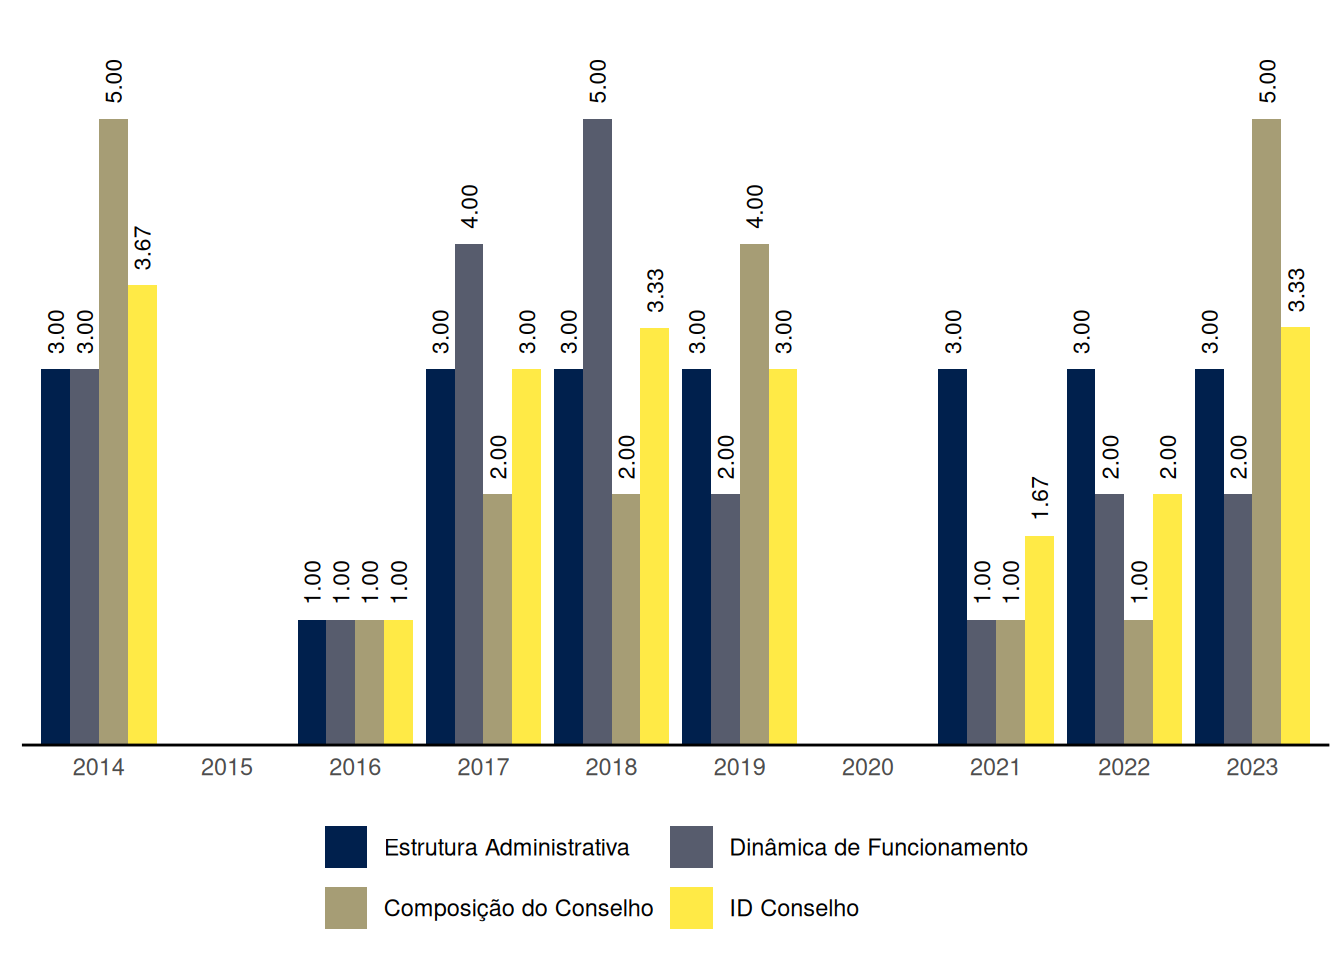 3.00 3.00 5.00 3.67
1.00 1.00 1.00 1.00
3.00 4.00 2.00 3.00
3.00 5.00 2.00 3.33
3.00 2.00 4.00 3.00
3.00 1.00 1.00 1.67
3.00 2.00 1.00 2.00
3.00 2.00 5.00 3.33
2014 2015 2016 2017 2018 2019 2020 2021 2022 2023
Estrutura Administrativa Dinâmica de Funcionamento
Composição do Conselho ID Conselho